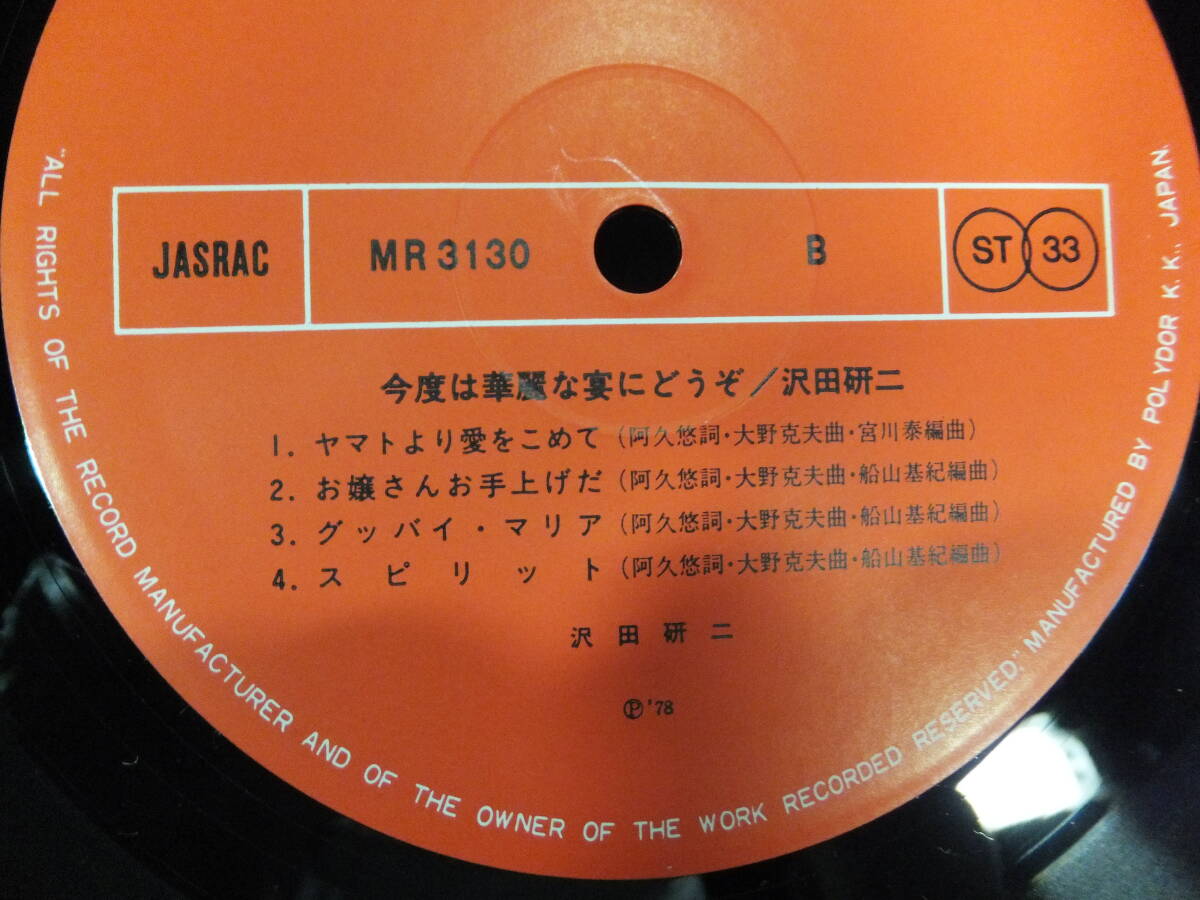 JASRAC MR 3130 B ST 33
今度は華麗な宴にどうぞ/沢田研二
1. ヤマトより愛をこめて (阿久悠詞・大野克夫曲・宮川泰編曲)
2. お嬢さんお手上げだ (阿久悠詞・大野克夫曲・船山基紀編曲)
3. グッバイ・マリア (阿久悠詞・大野克夫曲・船山基紀編曲)
4. スピリット (阿久悠詞・大野克夫曲・船山基紀編曲)
沢田研二
Ⓟ'78
"ALL RIGHTS OF THE RECORD MANUFACTURER AND OF THE OWNER OF THE WORK RECORDED RESERVED." MANUFACTURED BY POLYDOR K. K., JAPAN.